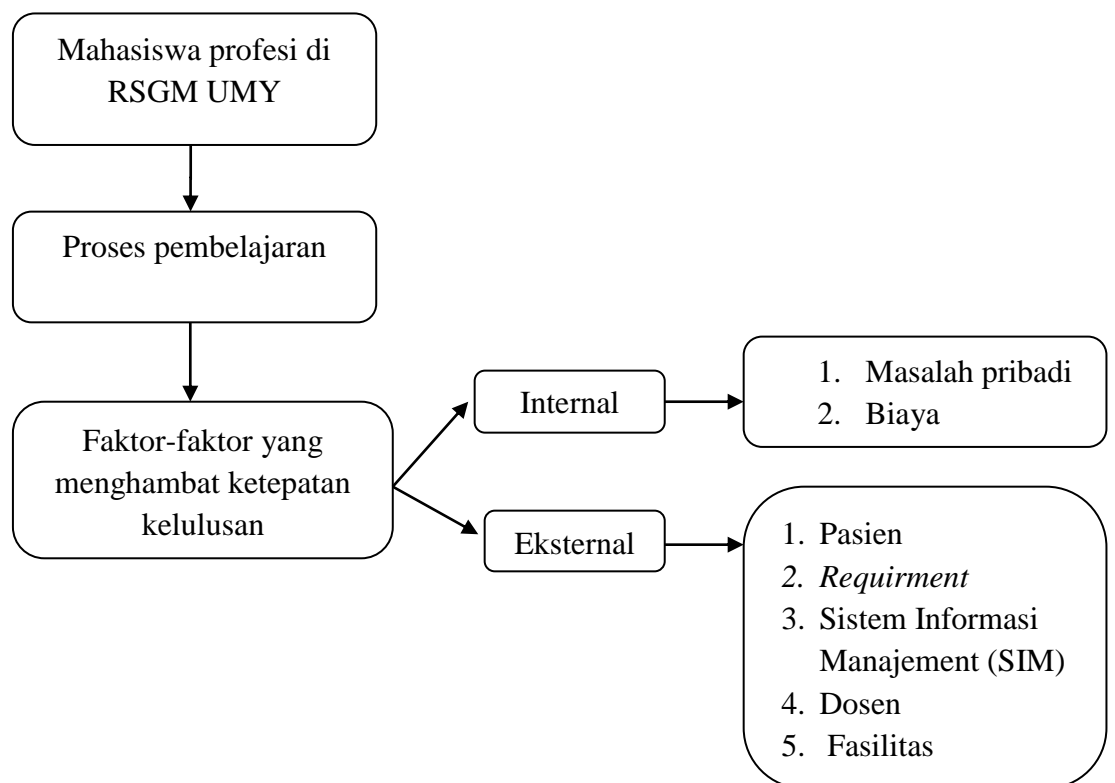 Mahasiswa profesi di
RSGM UMY
Proses pembelajaran
Faktor-faktor yang
menghambat ketepatan
kelulusan
Internal
1. Masalah pribadi
2. Biaya
Eksternal
1. Pasien
2. Requirment
3. Sistem Informasi
Manajement (SIM)
4. Dosen
5. Fasilitas